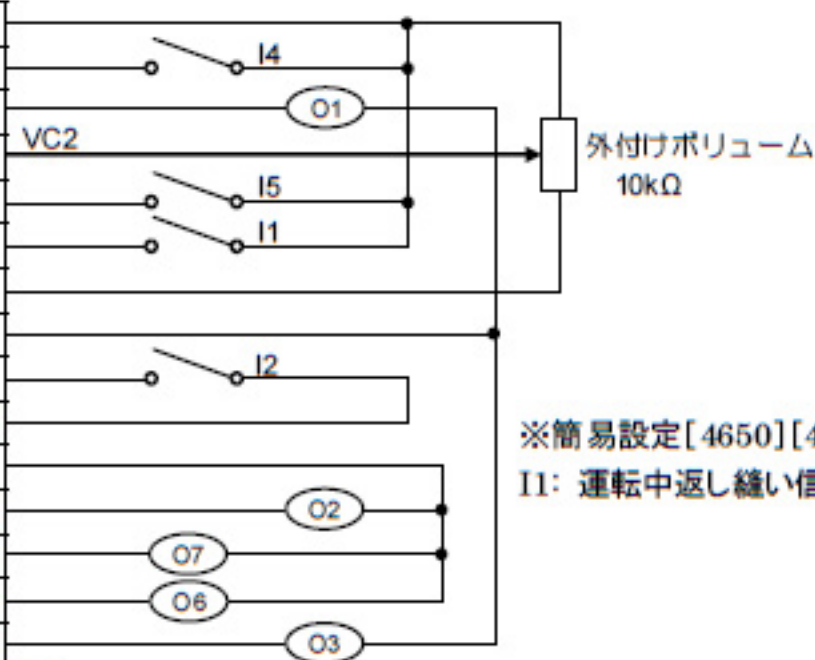 I4
O1
VC2
外付けボリューム
10kΩ
I5
I1
I2
※簡易設定[4650][4
I1: 運転中返し縫い信
O2
O7
O6
O3